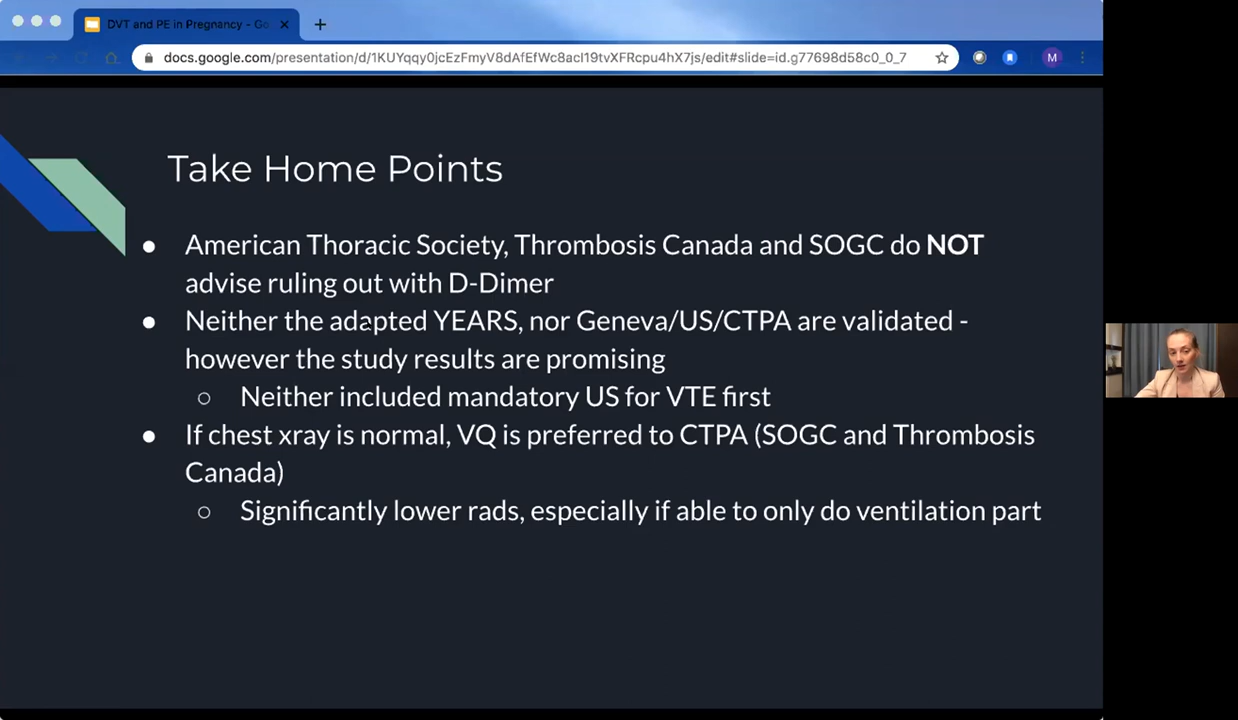 DVT and PE in Pregnancy - Go
docs.google.com/presentation/d/1KUYqqy0jcEzFmyV8dAfEfWc8acI19tvXFRcpu4hX7js/edit#slide=id.g77698d58c0_0_7
M
Take Home Points
● American Thoracic Society, Thrombosis Canada and SOGC do NOT
advise ruling out with D-Dimer
● Neither the adapted YEARS, nor Geneva/US/CTPA are validated -
however the study results are promising
○ Neither included mandatory US for VTE first
● If chest xray is normal, VQ is preferred to CTPA (SOGC and Thrombosis
Canada)
○ Significantly lower rads, especially if able to only do ventilation part